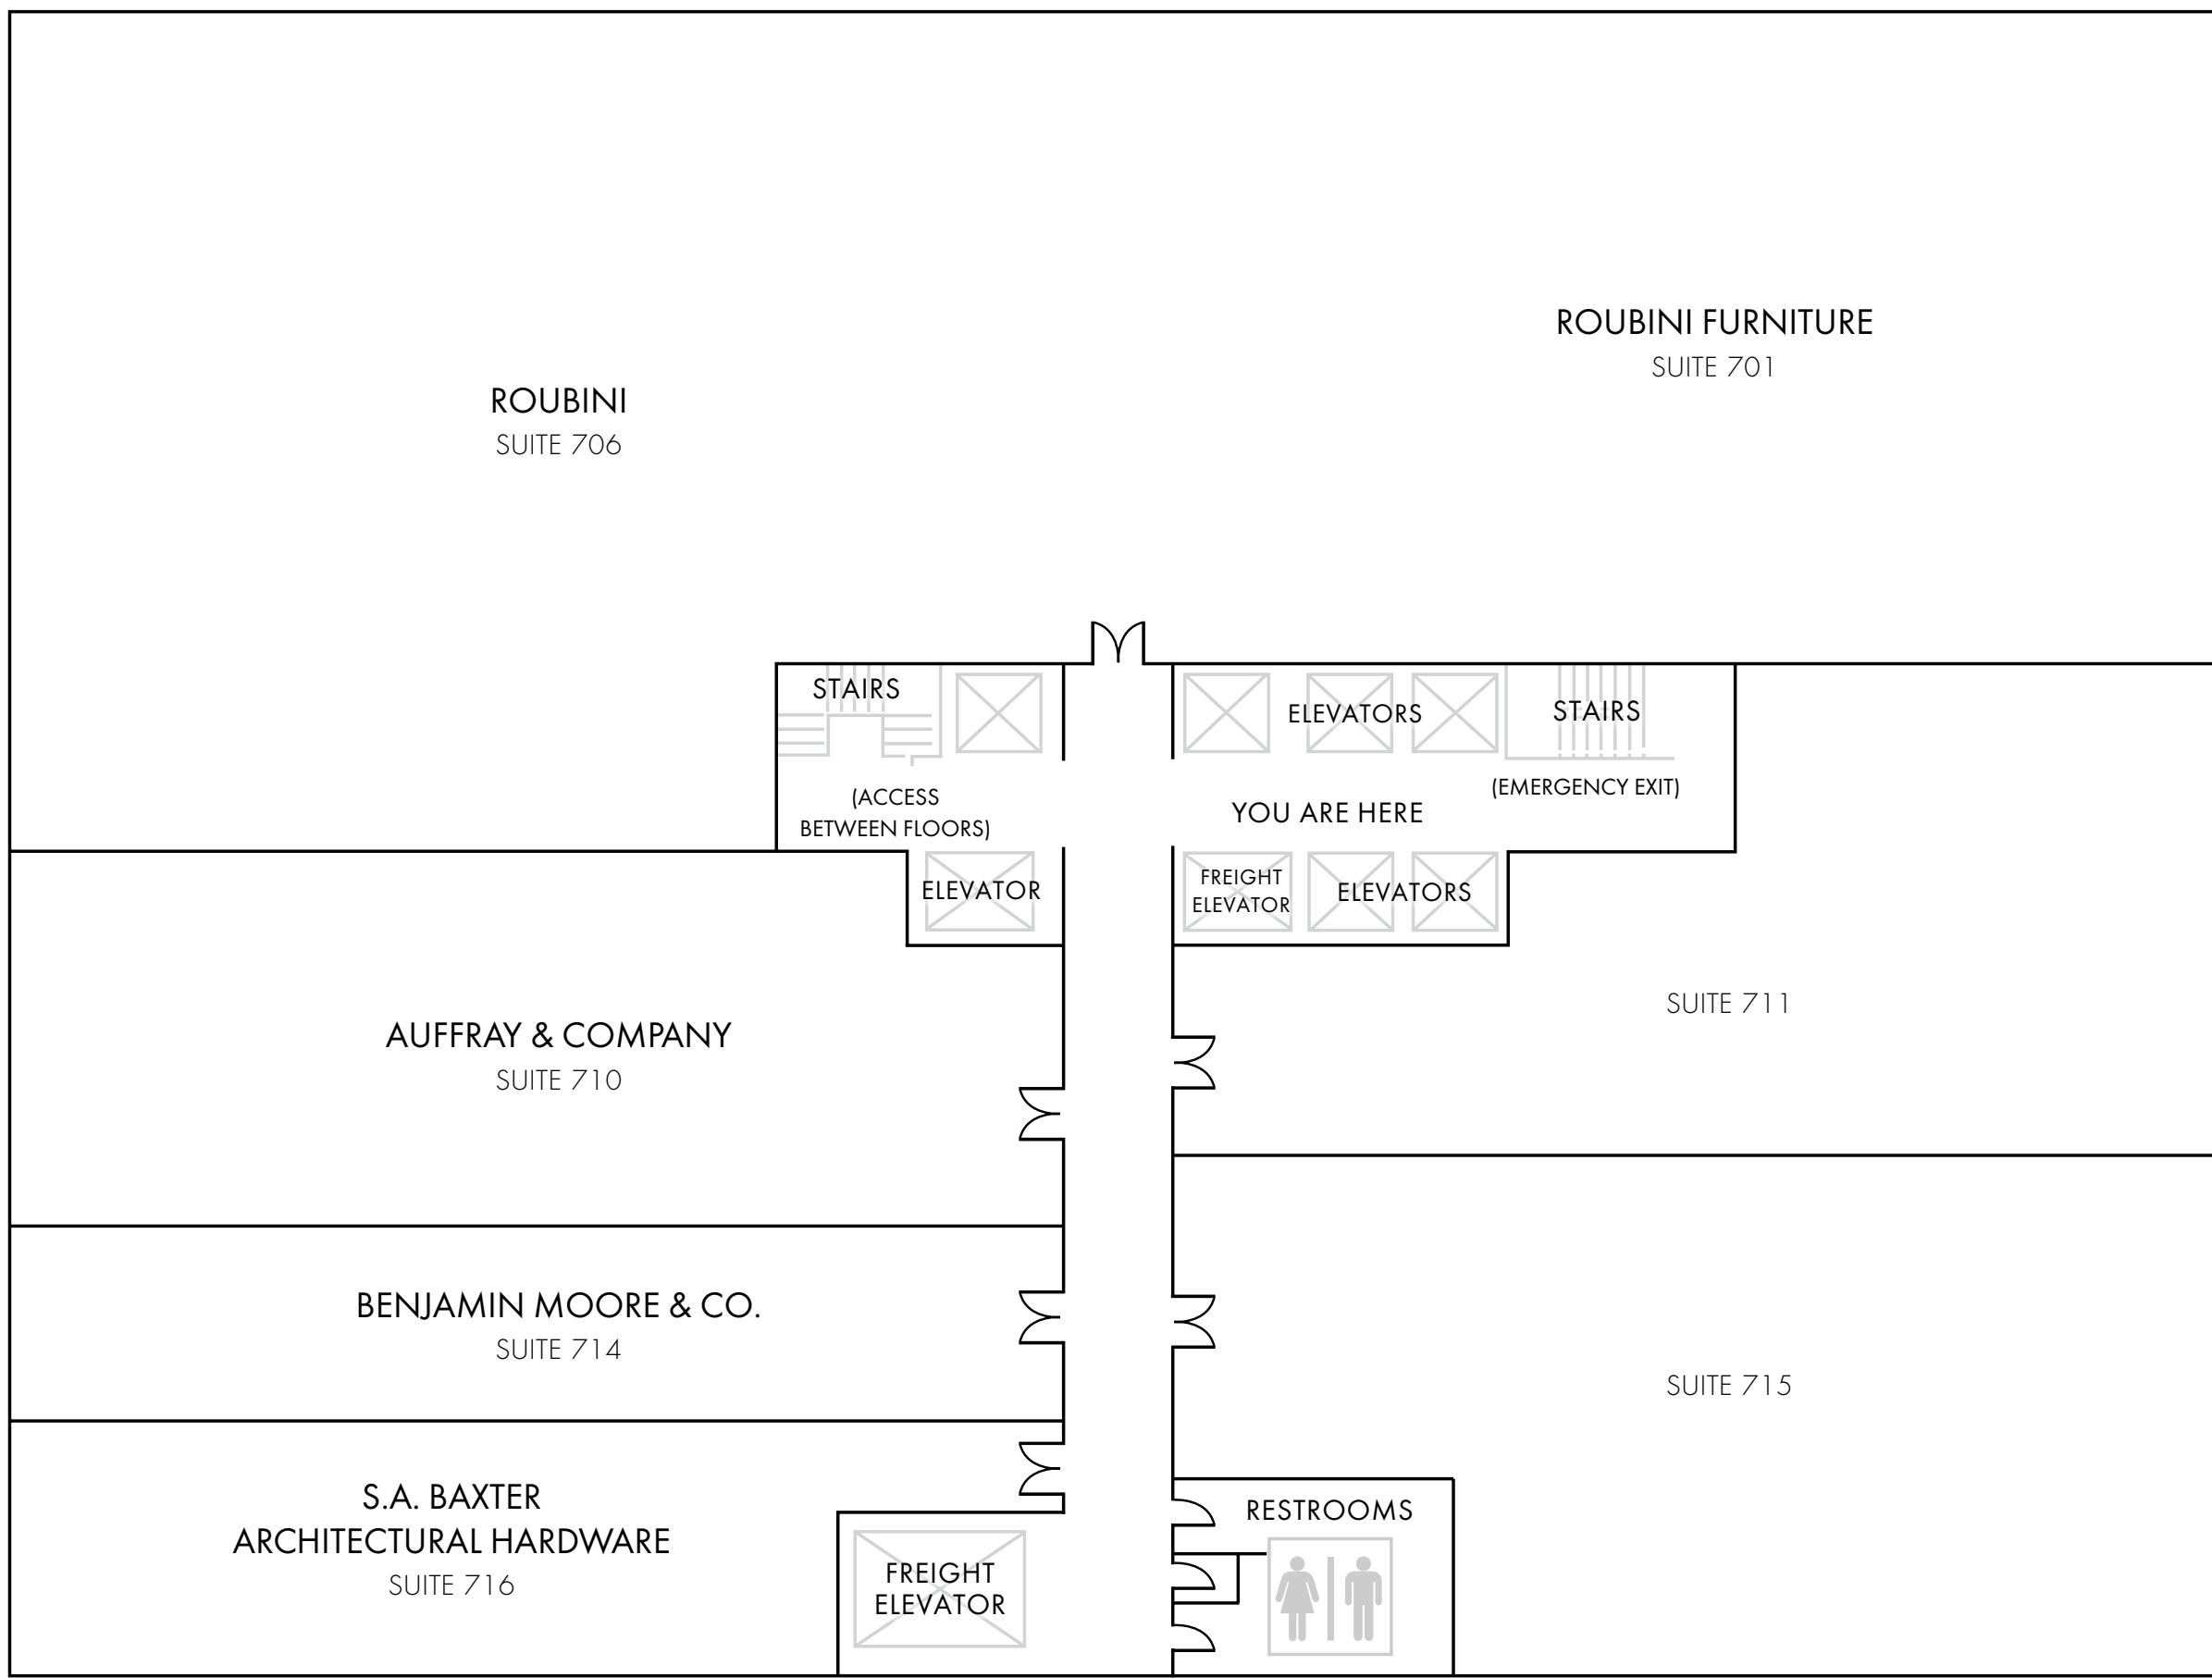 ROUBINI FURNITURE
SUITE 701
ROUBINI
SUITE 706
STAIRS
ELEVATORS
STAIRS
(EMERGENCY EXIT)
(ACCESS
BETWEEN FLOORS)
YOU ARE HERE
ELEVATOR
FREIGHT
ELEVATOR
ELEVATORS
SUITE 711
AUFFRAY & COMPANY
SUITE 710
BENJAMIN MOORE & CO.
SUITE 714
SUITE 715
S.A. BAXTER
ARCHITECTURAL HARDWARE
SUITE 716
RESTROOMS
FREIGHT
ELEVATOR